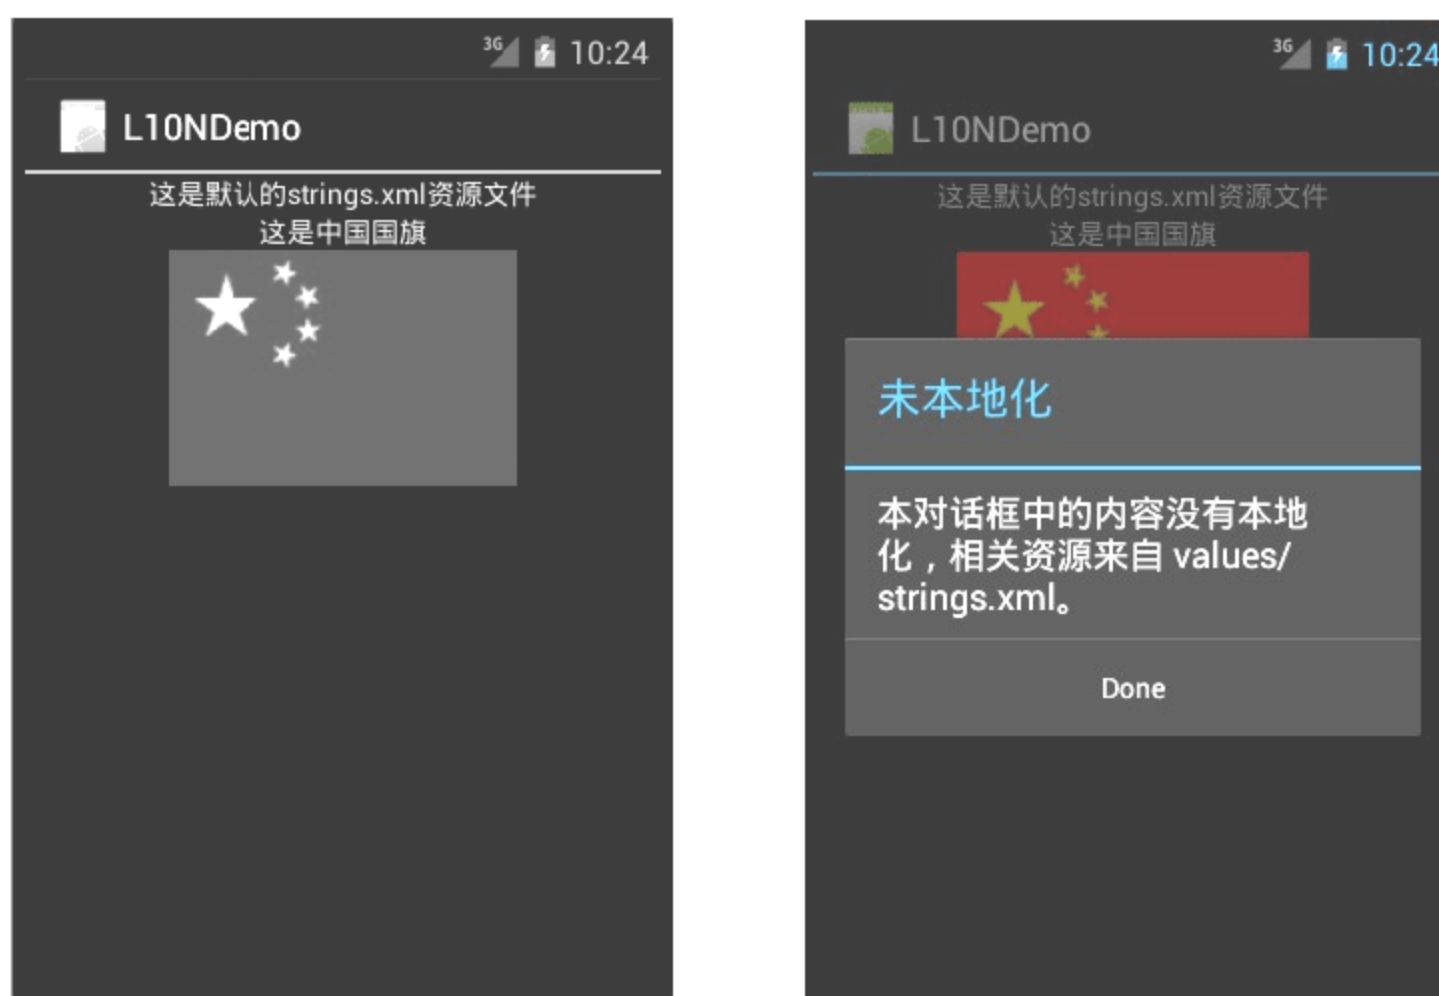 3G 10:24
L10NDemo
这是默认的strings.xml资源文件
这是中国国旗
3G 10:24
L10NDemo
这是默认的strings.xml资源文件
这是中国国旗
未本地化
本对话框中的内容没有本地
化，相关资源来自 values/
strings.xml。
Done